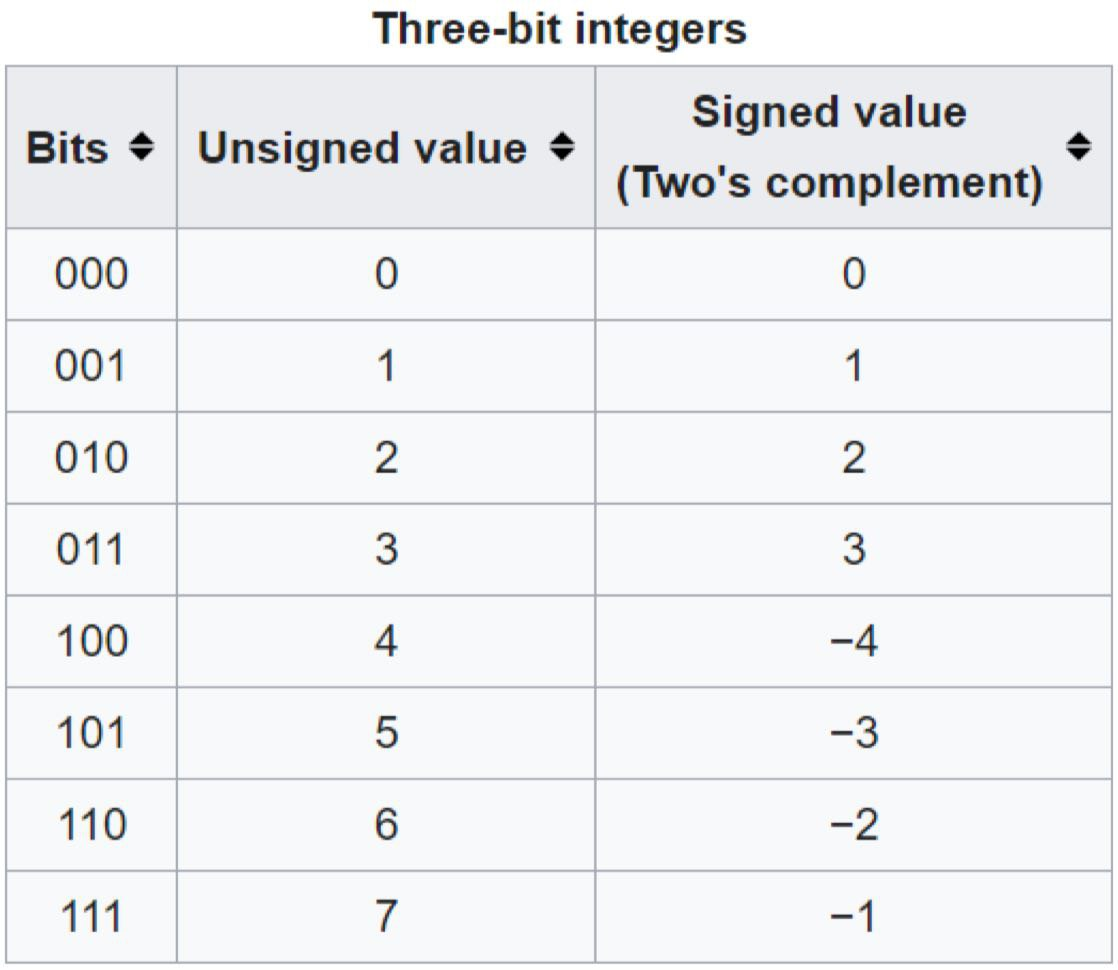 Three-bit integers
Bits Unsigned value Signed value
(Two's complement)
000 0 0
001 1 1
010 2 2
011 3 3
100 4 −4
101 5 −3
110 6 −2
111 7 −1